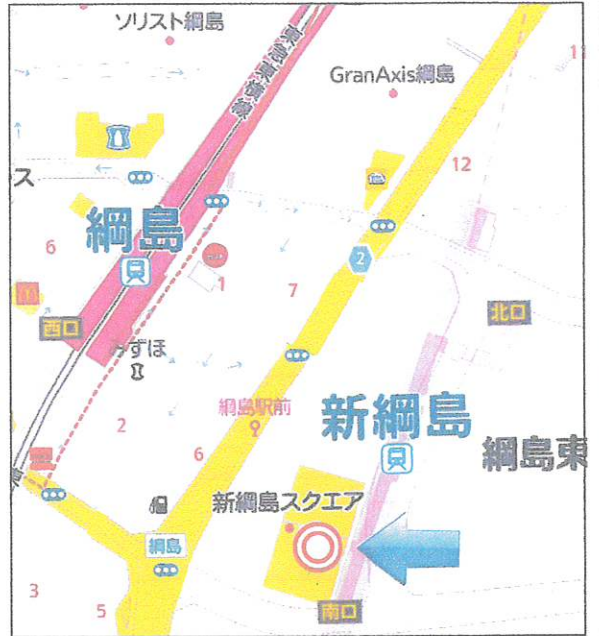 ソリスト綱島
東急東横線
GranAxis綱島
11
12
ス
綱島
6
1
7
2
西口
北口
みずほ
綱島駅前
2
6
新綱島
綱島東
新綱島スクエア
綱島
3
5
南口